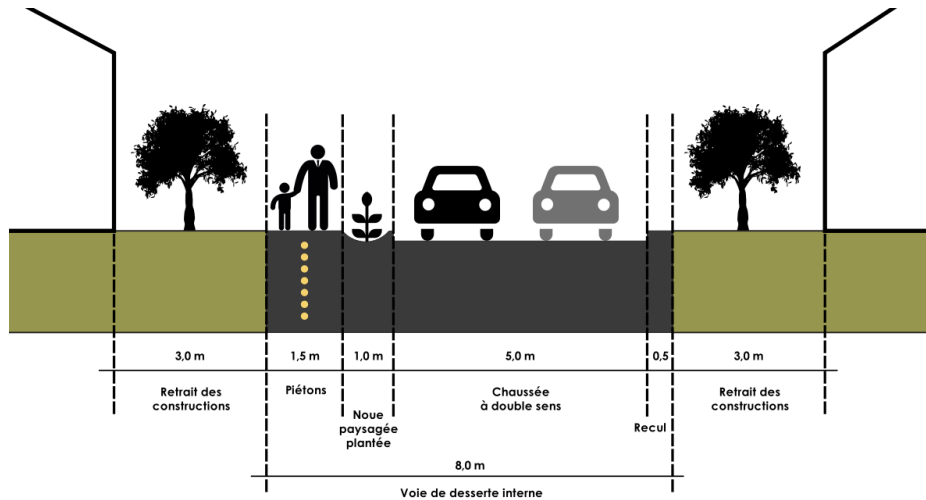 3,0 m
1,5 m
1,0 m
5,0 m
0,5
3,0 m
Retrait des
constructions
Piétons
Noue
paysagée
plantée
Chaussée
à double sens
Recul
Retrait des
constructions
8,0 m
Voie de desserte interne